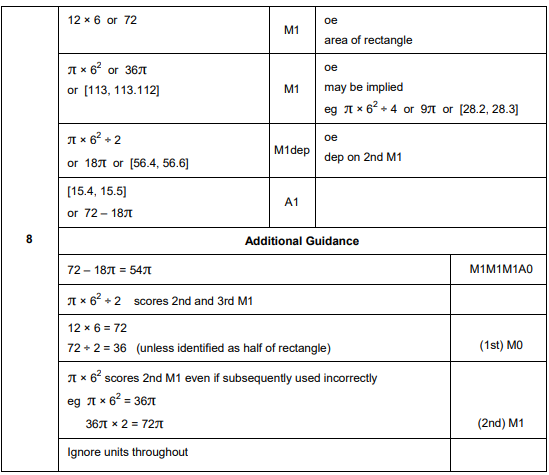 8
12 × 6 or 72
M1
oe
area of rectangle
π × 6² or 36π
or [113, 113.112]
M1
oe
may be implied
eg π × 6² ÷ 4 or 9π or [28.2, 28.3]
π × 6² ÷ 2
or 18π or [56.4, 56.6]
M1dep
oe
dep on 2nd M1
[15.4, 15.5]
or 72 – 18π
A1
Additional Guidance
72 – 18π = 54π
M1M1M1A0
π × 6² ÷ 2 scores 2nd and 3rd M1
12 × 6 = 72
72 ÷ 2 = 36 (unless identified as half of rectangle)
(1st) M0
π × 6² scores 2nd M1 even if subsequently used incorrectly
eg π × 6² = 36π
36π × 2 = 72π
(2nd) M1
Ignore units throughout